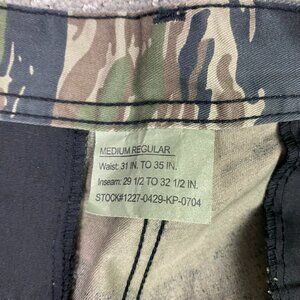 MEDIUM REGULAR
Waist: 31 IN. TO 35 IN.
Inseam: 29 1/2 TO 32 1/2 IN.
STOCK#1227-0429-KP-0704